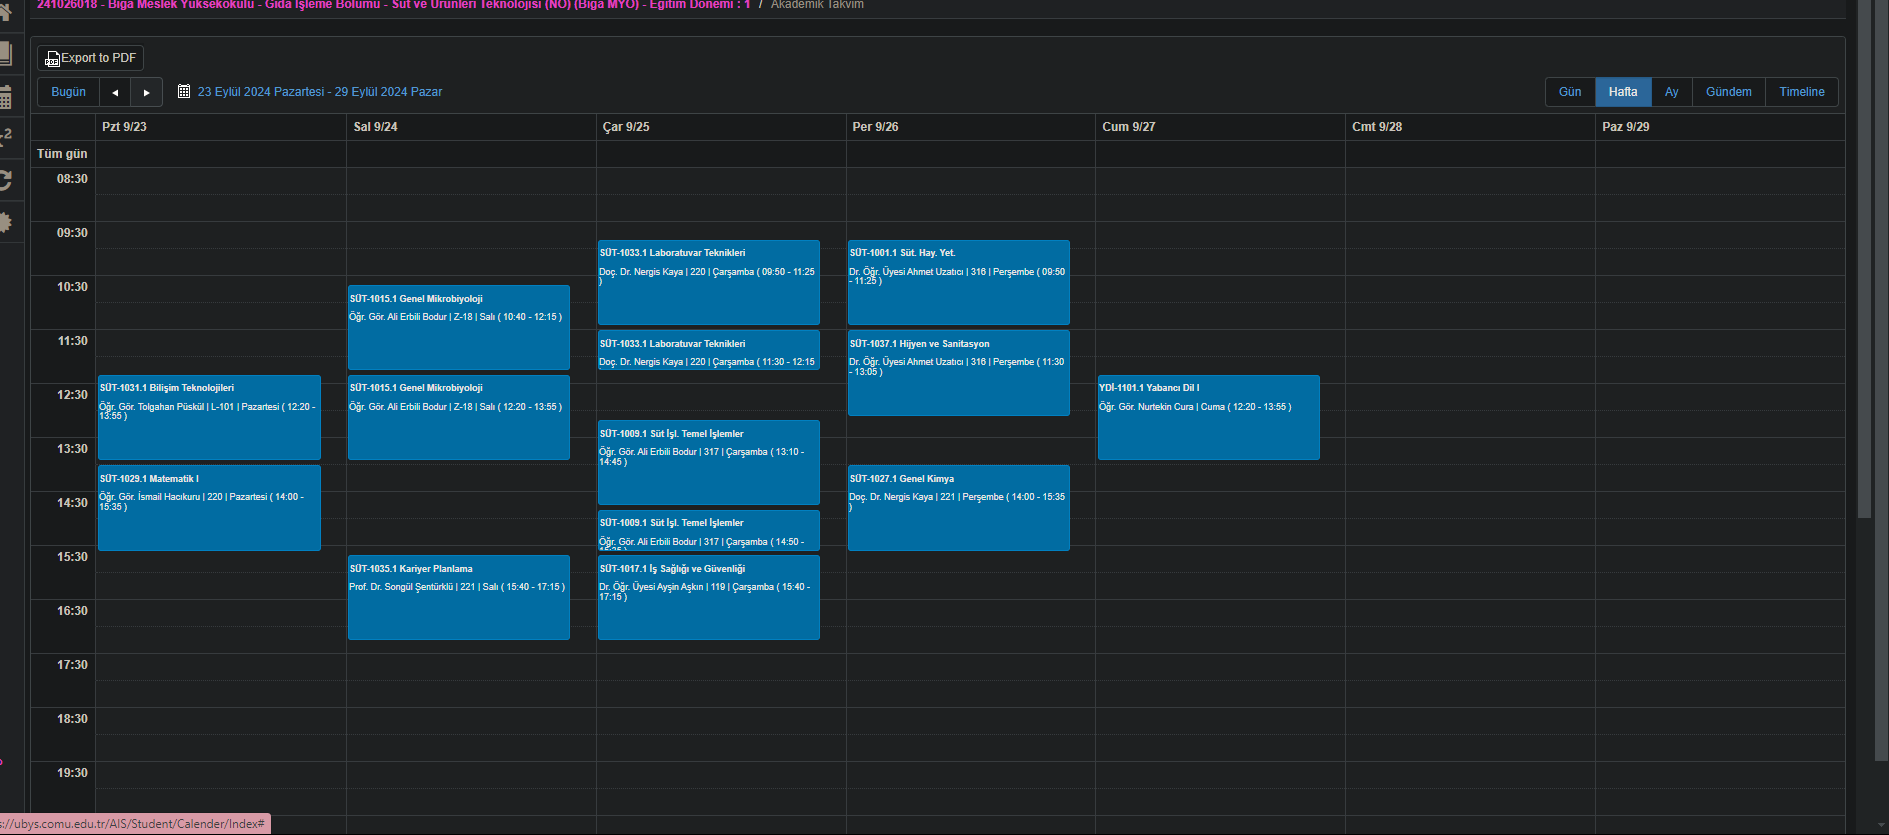 241026018 - Biga Meslek Yüksekokulu - Gıda İşleme Bölümü - Süt ve Ürünleri Teknolojisi (NÖ) (Biga MYO) - Eğitim Dönemi : 1 / Akademik Takvim
Export to PDF
Bugün ◄ ► 23 Eylül 2024 Pazartesi - 29 Eylül 2024 Pazar
Gün Hafta Ay Gündem Timeline
Pzt 9/23 Sal 9/24 Çar 9/25 Per 9/26 Cum 9/27 Cmt 9/28 Paz 9/29
Tüm gün
08:30
09:30
10:30
11:30
12:30
13:30
14:30
15:30
16:30
17:30
18:30
19:30
SÜT-1031.1 Bilişim Teknolojileri
Öğr. Gör. Tolgahan Püskül | L-101 | Pazartesi ( 12:20 -
13:55 )
SÜT-1029.1 Matematik I
Öğr. Gör. İsmail Hacıkuru | 220 | Pazartesi ( 14:00 -
15:35 )
SÜT-1015.1 Genel Mikrobiyoloji
Öğr. Gör. Ali Erbili Bodur | Z-18 | Salı ( 10:40 - 12:15 )
SÜT-1015.1 Genel Mikrobiyoloji
Öğr. Gör. Ali Erbili Bodur | Z-18 | Salı ( 12:20 - 13:55 )
SÜT-1035.1 Kariyer Planlama
Prof. Dr. Songül Şentürklü | 221 | Salı ( 15:40 - 17:15 )
SÜT-1033.1 Laboratuvar Teknikleri
Doç. Dr. Nergis Kaya | 220 | Çarşamba ( 09:50 - 11:25
)
SÜT-1033.1 Laboratuvar Teknikleri
Doç. Dr. Nergis Kaya | 220 | Çarşamba ( 11:30 - 12:15
SÜT-1009.1 Süt İşl. Temel İşlemler
Öğr. Gör. Ali Erbili Bodur | 317 | Çarşamba ( 13:10 -
14:45 )
SÜT-1009.1 Süt İşl. Temel İşlemler
Öğr. Gör. Ali Erbili Bodur | 317 | Çarşamba ( 14:50 -
15:35 )
SÜT-1017.1 İş Sağlığı ve Güvenliği
Dr. Öğr. Üyesi Ayşin Aşkın | 119 | Çarşamba ( 15:40 -
17:15 )
SÜT-1001.1 Süt. Hay. Yet.
Dr. Öğr. Üyesi Ahmet Uzatıcı | 316 | Perşembe ( 09:50
- 11:25 )
SÜT-1037.1 Hijyen ve Sanitasyon
Dr. Öğr. Üyesi Ahmet Uzatıcı | 316 | Perşembe ( 11:30
- 13:05 )
SÜT-1027.1 Genel Kimya
Doç. Dr. Nergis Kaya | 221 | Perşembe ( 14:00 - 15:35
)
YDİ-1101.1 Yabancı Dil I
Öğr. Gör. Nurtekin Cura | Cuma ( 12:20 - 13:55 )
s://ubys.comu.edu.tr/AIS/Student/Calender/Index#